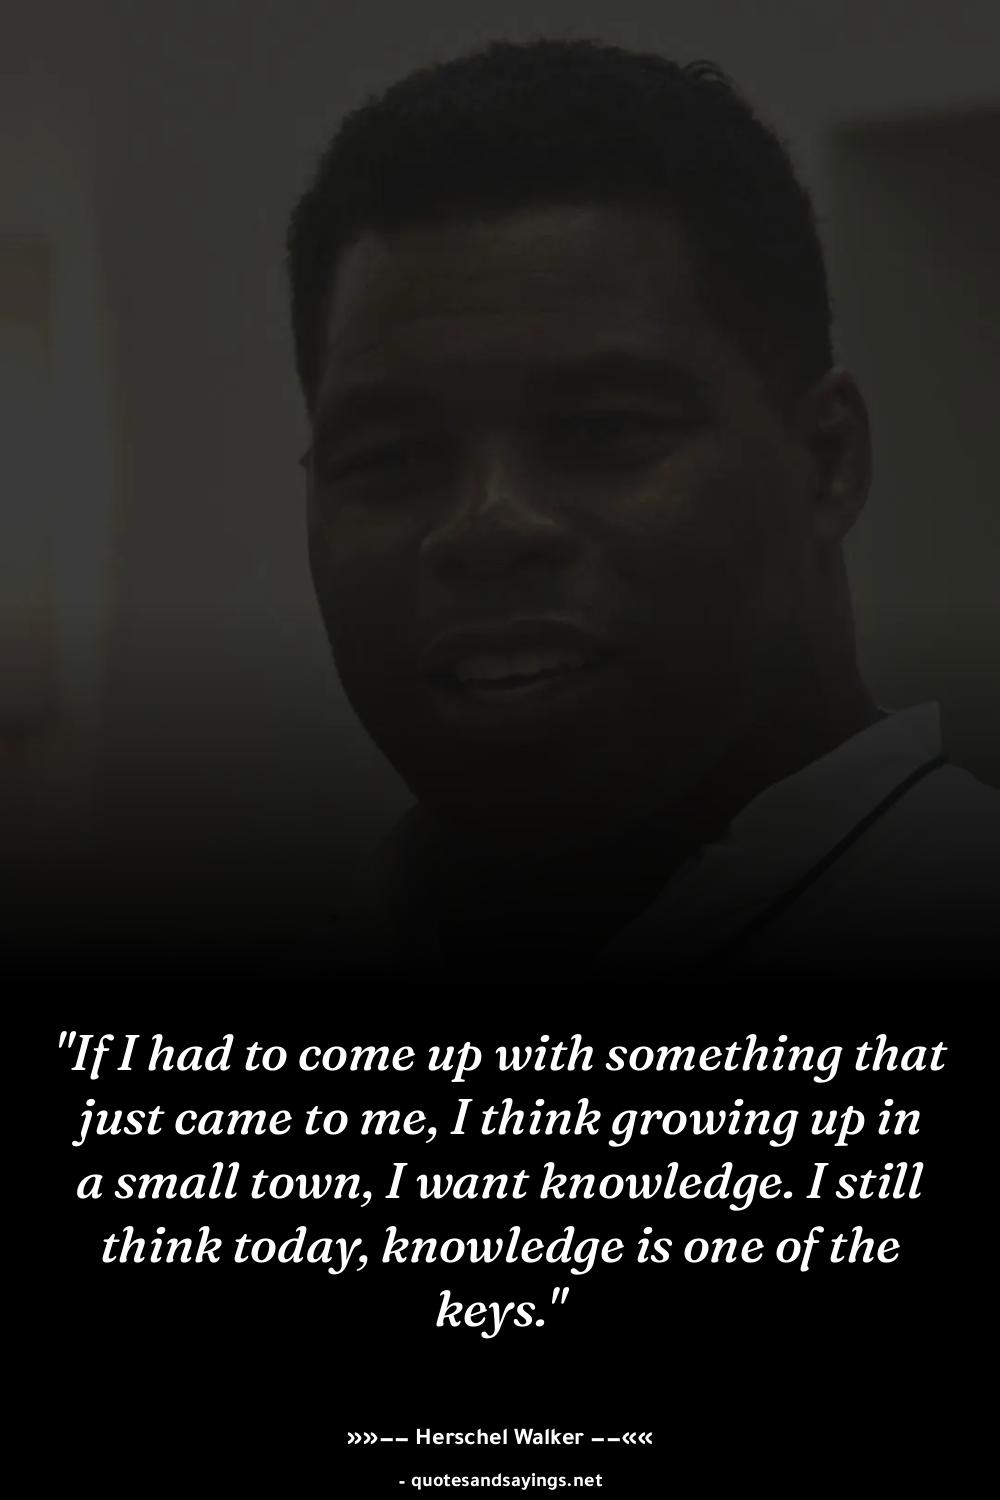 "If I had to come up with something that
just came to me, I think growing up in
a small town, I want knowledge. I still
think today, knowledge is one of the
keys."
»»–– Herschel Walker ––««
- quotesandsayings.net